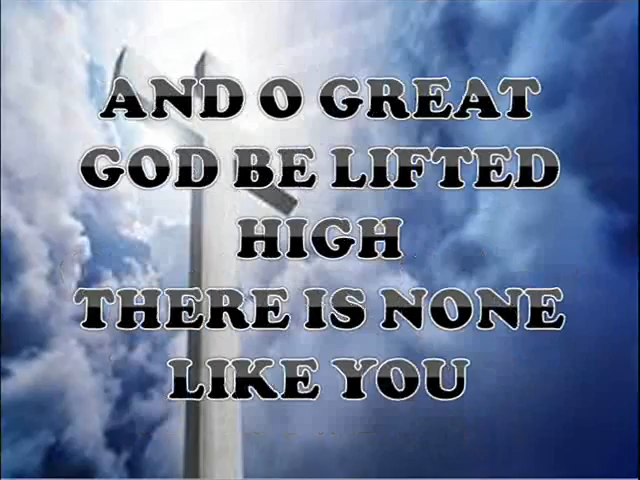 AND O GREAT
GOD BE LIFTED
HIGH
THERE IS NONE
LIKE YOU